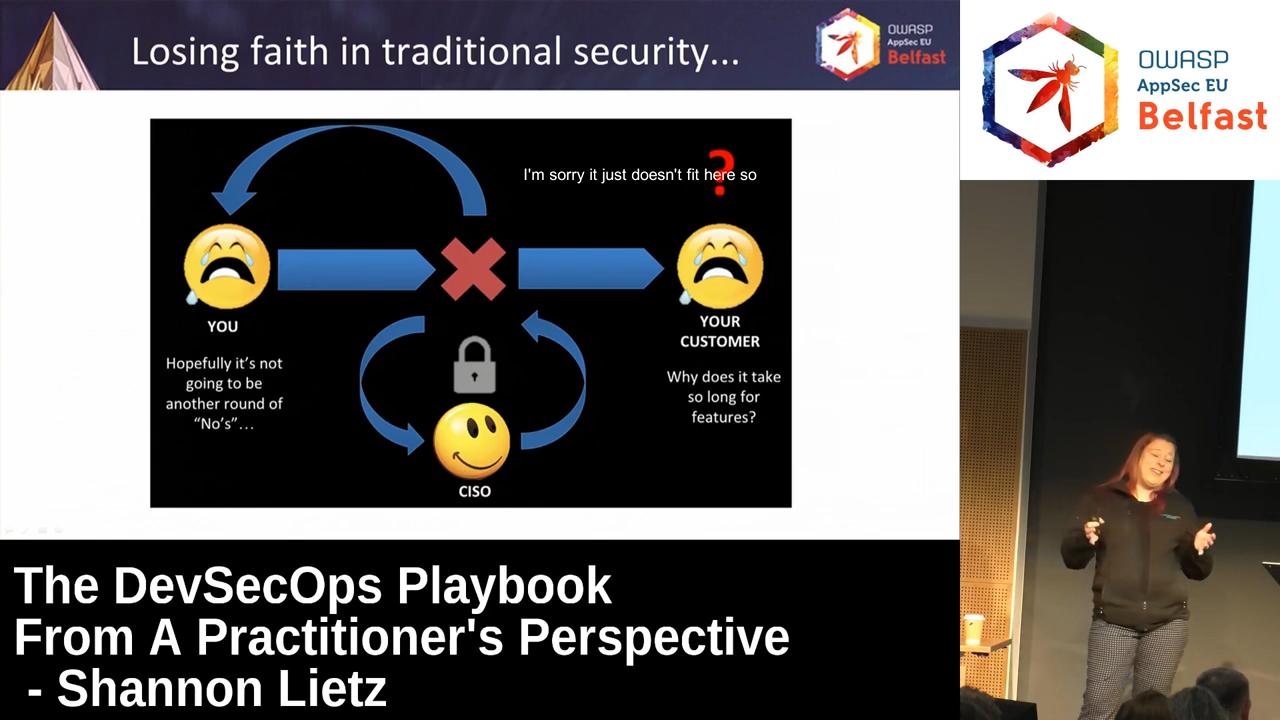 Losing faith in traditional security...
OWASP
AppSec EU
Belfast
OWASP
AppSec EU
Belfast
?
I'm sorry it just doesn't fit here so
YOU
Hopefully it's not
going to be
another round of
“No's”...
YOUR
CUSTOMER
Why does it take
so long for
features?
CISO
The DevSecOps Playbook
From A Practitioner's Perspective
- Shannon Lietz